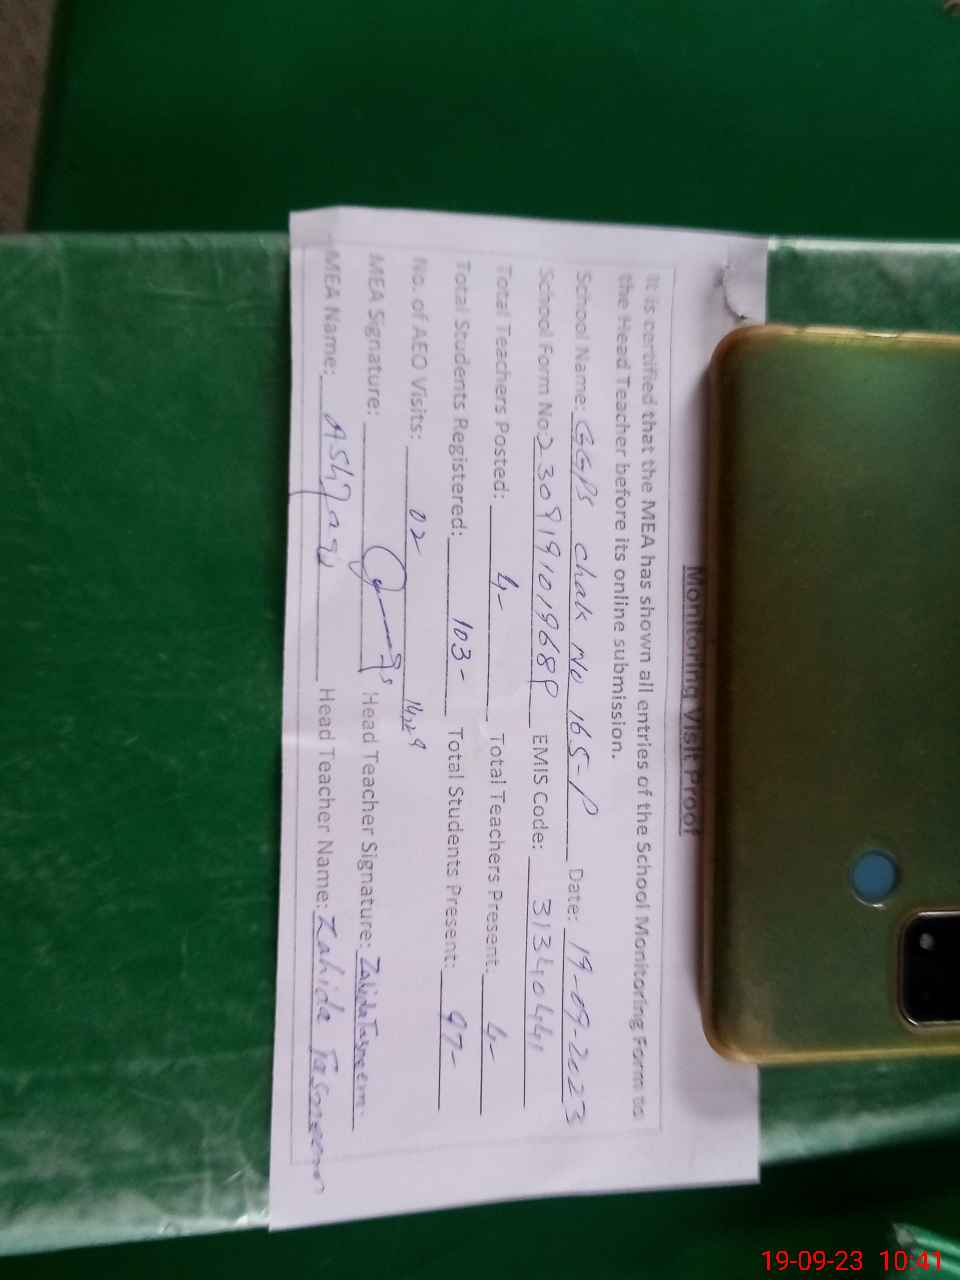 Monitoring Visit Proof
It is certified that the MEA has shown all entries of the School Monitoring Form to
the Head Teacher before its online submission.
School Name: GGPS chak No 165-P Date: 19-09-2023
School Form No: EMIS Code:
Total Teachers Posted: 4- Total Teachers Present: 4-
Total Students Registered: 103- Total Students Present: 97-
No. of AEO Visits: 02
MEA Signature: Head Teacher Signature: Zahida Tasneem
MEA Name: Ashfaq Head Teacher Name: Zahida Tasneem
19-09-23 10:41